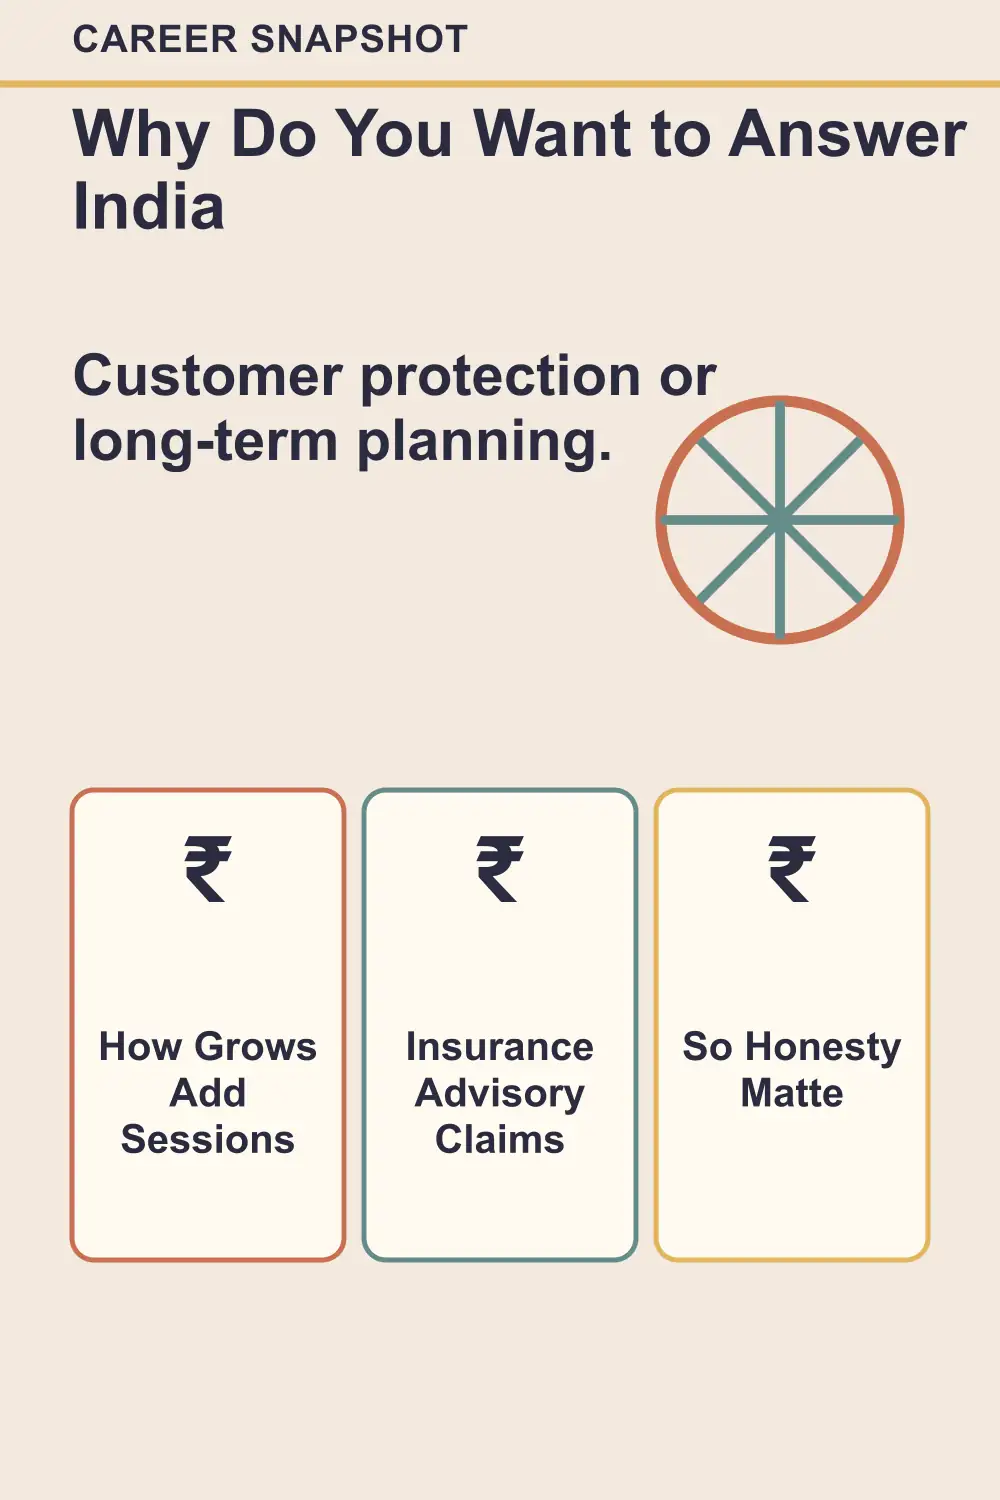 CAREER SNAPSHOT
Why Do You Want to Answer
India
Customer protection or
long-term planning.
₹
How Grows
Add
Sessions
₹
Insurance
Advisory
Claims
₹
So Honesty
Matte